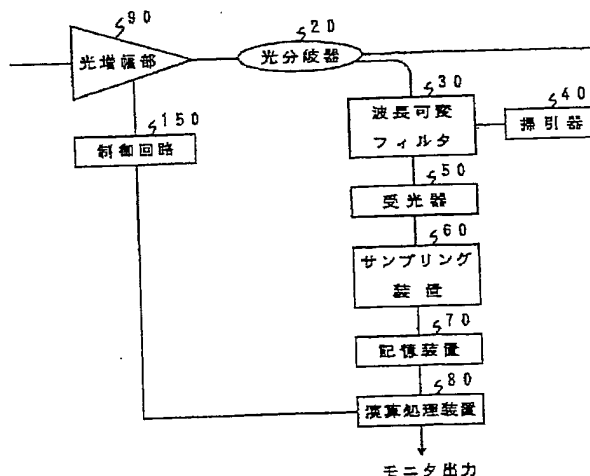 90
光増幅部
20
光分岐器
30
波長可変
フィルタ
40
掃引器
150
制御回路
50
受光器
60
サンプリング
装置
70
記憶装置
80
演算処理装置
モニタ出力